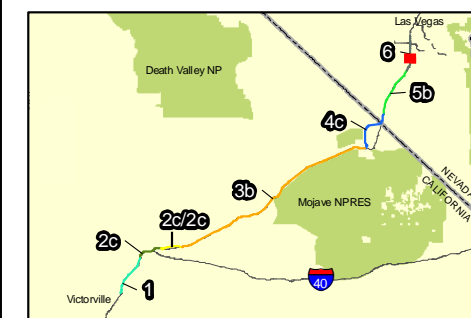 Las Vegas
6
Death Valley NP
5b
4c
NEVADA
CALIFORNIA
3b
Mojave NPRES
2c/2c
2c
40
1
Victorville